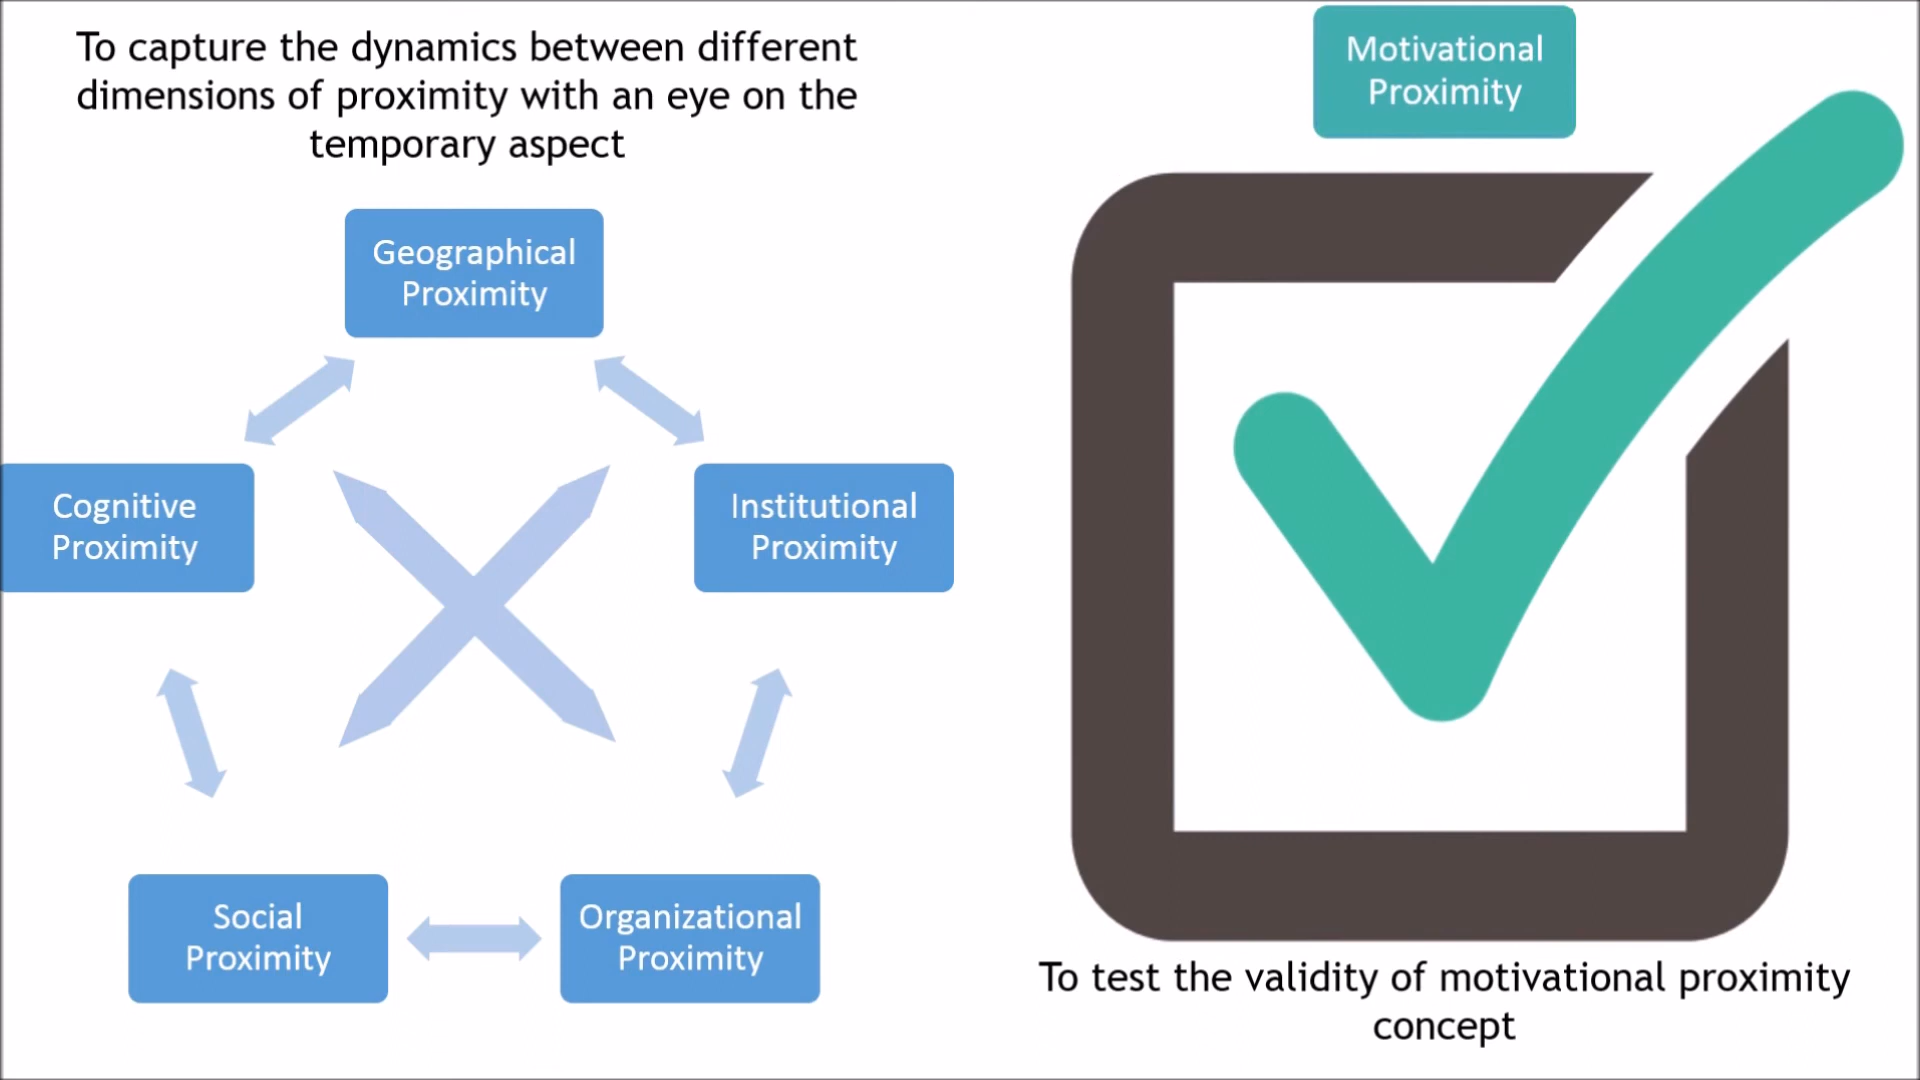 To capture the dynamics between different
dimensions of proximity with an eye on the
temporary aspect
Geographical
Proximity
Cognitive
Proximity
Institutional
Proximity
Social
Proximity
Organizational
Proximity
Motivational
Proximity
To test the validity of motivational proximity
concept